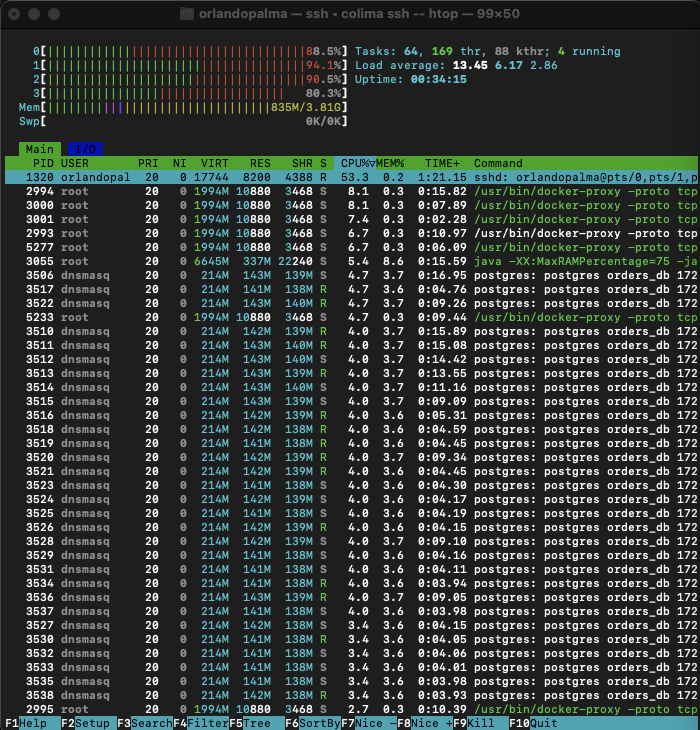 orlandopalma — ssh ◂ colima ssh -- htop — 99×50
0[||||||||||||||||||||||||||||||||||||||88.5%] Tasks: 64, 169 thr, 88 kthr; 4 running
1[||||||||||||||||||||||||||||||||||||||94.1%] Load average: 13.45 6.17 2.86
2[||||||||||||||||||||||||||||||||||||||90.5%] Uptime: 00:34:15
3[||||||||||||||||||||||||||||||||||| 80.3%]
Mem[|||||||||||||||||||||||||||||||||835M/3.81G]
Swp[ 0K/0K]
Main I/O
PID USER PRI NI VIRT RES SHR S CPU%▽MEM% TIME+ Command
1320 orlandopal 20 0 17744 8200 4388 R 53.3 0.2 1:21.15 sshd: orlandopalma@pts/0,pts/1,p
2994 root 20 0 1994M 10880 3468 S 8.1 0.3 0:15.82 /usr/bin/docker-proxy -proto tcp
3000 root 20 0 1994M 10880 3468 S 8.1 0.3 0:07.89 /usr/bin/docker-proxy -proto tcp
3001 root 20 0 1994M 10880 3468 S 7.4 0.3 0:02.28 /usr/bin/docker-proxy -proto tcp
2993 root 20 0 1994M 10880 3468 S 6.7 0.3 0:10.97 /usr/bin/docker-proxy -proto tcp
5277 root 20 0 1994M 10880 3468 S 6.7 0.3 0:06.09 /usr/bin/docker-proxy -proto tcp
3055 root 20 0 6645M 337M 22240 S 5.4 8.6 0:15.59 java -XX:MaxRAMPercentage=75 -ja
3506 dnsmasq 20 0 214M 143M 139M S 4.7 3.7 0:16.95 postgres: postgres orders_db 172
3517 dnsmasq 20 0 214M 141M 138M R 4.7 3.6 0:04.76 postgres: postgres orders_db 172
3522 dnsmasq 20 0 214M 143M 140M R 4.7 3.7 0:09.26 postgres: postgres orders_db 172
5233 root 20 0 1994M 10880 3468 S 4.7 0.3 0:09.44 /usr/bin/docker-proxy -proto tcp
3510 dnsmasq 20 0 214M 142M 139M R 4.0 3.7 0:15.89 postgres: postgres orders_db 172
3511 dnsmasq 20 0 214M 143M 140M R 4.0 3.7 0:15.08 postgres: postgres orders_db 172
3512 dnsmasq 20 0 214M 143M 140M S 4.0 3.7 0:14.42 postgres: postgres orders_db 172
3513 dnsmasq 20 0 214M 142M 139M R 4.0 3.7 0:13.55 postgres: postgres orders_db 172
3514 dnsmasq 20 0 214M 143M 140M S 4.0 3.7 0:11.16 postgres: postgres orders_db 172
3515 dnsmasq 20 0 214M 143M 139M S 4.0 3.7 0:09.09 postgres: postgres orders_db 172
3516 dnsmasq 20 0 214M 142M 139M R 4.0 3.6 0:05.31 postgres: postgres orders_db 172
3518 dnsmasq 20 0 214M 142M 138M R 4.0 3.6 0:04.59 postgres: postgres orders_db 172
3519 dnsmasq 20 0 214M 141M 138M R 4.0 3.6 0:04.45 postgres: postgres orders_db 172
3520 dnsmasq 20 0 214M 142M 139M S 4.0 3.7 0:09.34 postgres: postgres orders_db 172
3521 dnsmasq 20 0 214M 141M 138M R 4.0 3.6 0:04.45 postgres: postgres orders_db 172
3523 dnsmasq 20 0 214M 141M 138M S 4.0 3.6 0:04.30 postgres: postgres orders_db 172
3524 dnsmasq 20 0 214M 142M 139M S 4.0 3.6 0:04.17 postgres: postgres orders_db 172
3525 dnsmasq 20 0 214M 141M 138M S 4.0 3.6 0:04.19 postgres: postgres orders_db 172
3526 dnsmasq 20 0 214M 142M 139M R 4.0 3.6 0:04.15 postgres: postgres orders_db 172
3528 dnsmasq 20 0 214M 142M 139M S 4.0 3.7 0:09.10 postgres: postgres orders_db 172
3529 dnsmasq 20 0 214M 141M 138M S 4.0 3.6 0:04.16 postgres: postgres orders_db 172
3531 dnsmasq 20 0 214M 141M 138M S 4.0 3.6 0:04.11 postgres: postgres orders_db 172
3534 dnsmasq 20 0 214M 141M 138M R 4.0 3.6 0:03.94 postgres: postgres orders_db 172
3536 dnsmasq 20 0 214M 142M 139M R 4.0 3.7 0:09.05 postgres: postgres orders_db 172
3537 dnsmasq 20 0 214M 141M 138M S 4.0 3.6 0:03.98 postgres: postgres orders_db 172
3527 dnsmasq 20 0 214M 142M 138M S 3.4 3.6 0:04.15 postgres: postgres orders_db 172
3530 dnsmasq 20 0 214M 141M 138M R 3.4 3.6 0:04.05 postgres: postgres orders_db 172
3532 dnsmasq 20 0 214M 141M 138M S 3.4 3.6 0:04.06 postgres: postgres orders_db 172
3533 dnsmasq 20 0 214M 141M 138M S 3.4 3.6 0:04.01 postgres: postgres orders_db 172
3535 dnsmasq 20 0 214M 141M 138M S 3.4 3.6 0:03.98 postgres: postgres orders_db 172
3538 dnsmasq 20 0 214M 142M 138M R 3.4 3.6 0:03.93 postgres: postgres orders_db 172
2995 root 20 0 1994M 10880 3468 S 2.7 0.3 0:10.39 /usr/bin/docker-proxy -proto tcp
F1Help F2Setup F3SearchF4FilterF5Tree F6SortByF7Nice -F8Nice +F9Kill F10Quit